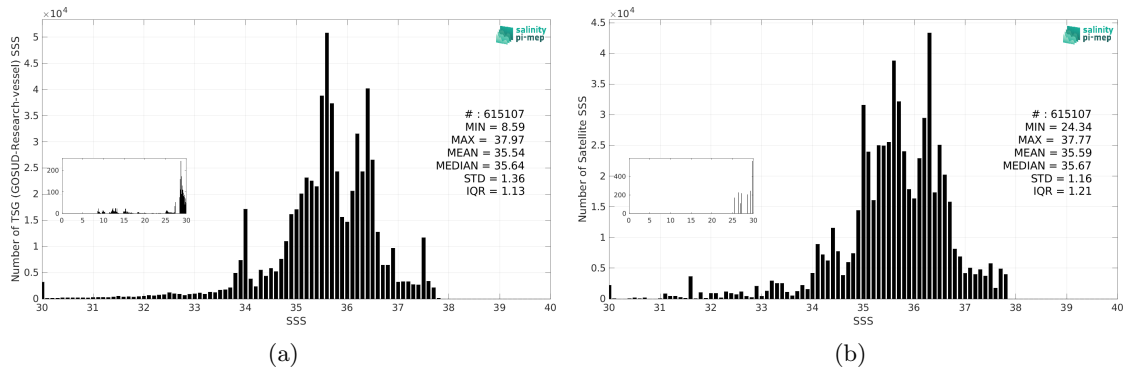 ×10⁴
5
4.5
4
3.5
3
2.5
2
1.5
1
0.5
0
Number of TSG (GOSUD-Research-vessel) SSS
salinity
pi-mep
# : 615107
MIN = 8.59
MAX = 37.97
MEAN = 35.54
MEDIAN = 35.64
STD = 1.36
IQR = 1.13
200
100
0
0 5 10 15 20 25 30
30 31 32 33 34 35 36 37 38 39 40
SSS
(a)
×10⁴
4.5
4
3.5
3
2.5
2
1.5
1
0.5
0
Number of Satellite SSS
salinity
pi-mep
# : 615107
MIN = 24.34
MAX = 37.77
MEAN = 35.59
MEDIAN = 35.67
STD = 1.16
IQR = 1.21
400
200
0
0 5 10 15 20 25 30
30 31 32 33 34 35 36 37 38 39 40
SSS
(b)